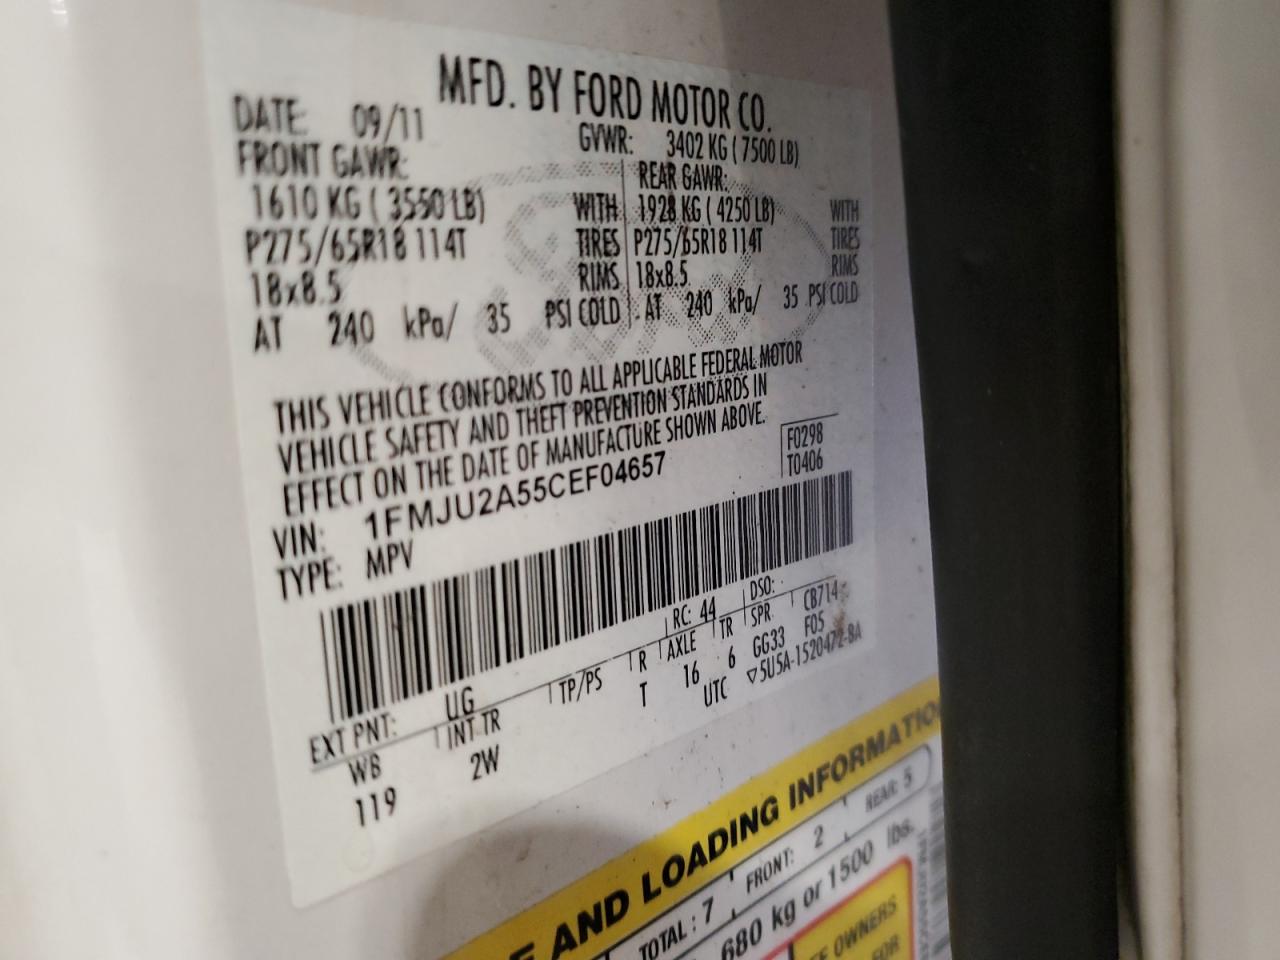 MFD. BY FORD MOTOR CO.
DATE: 09/11 GVWR: 3402 KG ( 7500 LB)
FRONT GAWR: REAR GAWR:
1610 KG ( 3550 LB) WITH 1928 KG ( 4250 LB) WITH
P275/65R18 114T TIRES P275/65R18 114T TIRES
18x8.5 RIMS 18x8.5 RIMS
AT 240 kPa/ 35 PSI COLD AT 240 kPa/ 35 PSI COLD
THIS VEHICLE CONFORMS TO ALL APPLICABLE FEDERAL MOTOR
VEHICLE SAFETY AND THEFT PREVENTION STANDARDS IN
EFFECT ON THE DATE OF MANUFACTURE SHOWN ABOVE.
F0298
T0406
VIN: 1FMJU2A55CEF04657
TYPE: MPV
EXT PNT: UG RC: 44 DSO:
WB INT TR TP/PS R AXLE TR SPR CB714
119 2W T 16 6 GG33 F05
UTC ▽5U5A-1520472-BA
AND LOADING INFORMATIO
TOTAL: 7 FRONT: 2 REAR: 5
680 kg or 1500 lbs.
OWNERS
FOR